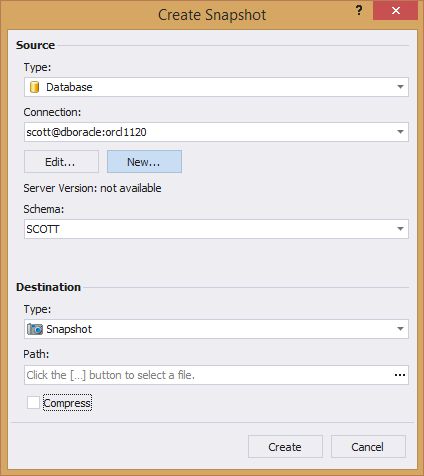 Create Snapshot
?
Source
Type:
Database
Connection:
scott@dboracle:orcl1120
Edit... New...
Server Version: not available
Schema:
SCOTT
Destination
Type:
Snapshot
Path:
Click the [...] button to select a file. ...
Compress
Create Cancel